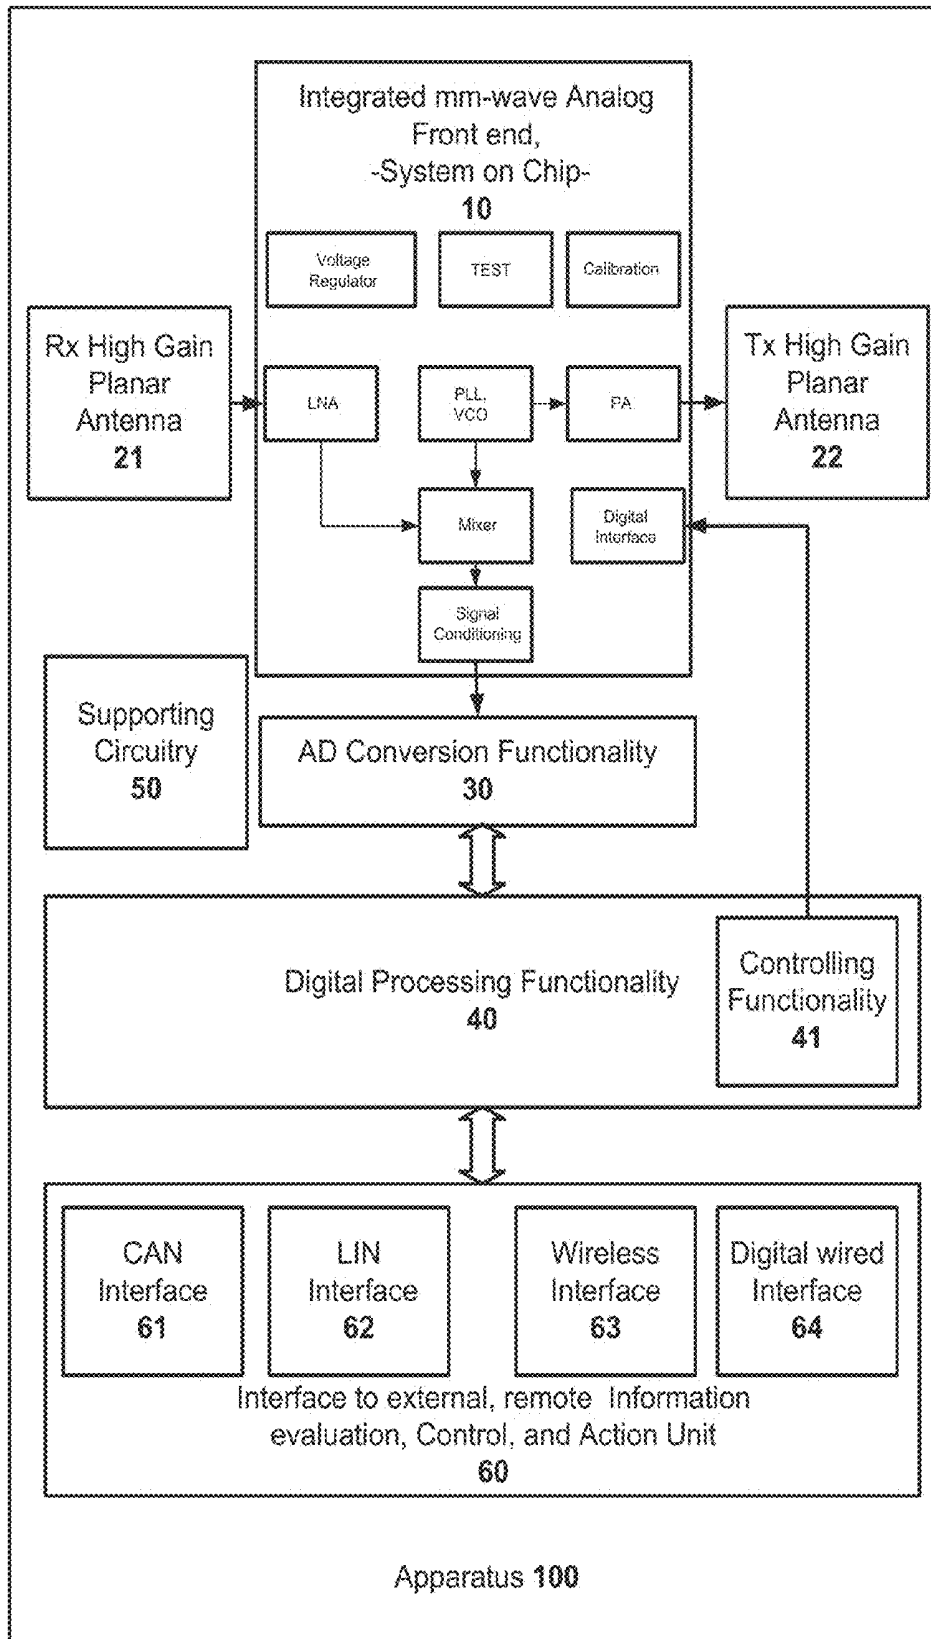 Integrated mm-wave Analog
Front end,
-System on Chip-
10
Voltage
Regulator
TEST
Calibration
Rx High Gain
Planar
Antenna
21
LNA
PLL,
VCO
PA
Tx High Gain
Planar
Antenna
22
Mixer
Digital
Interface
Signal
Conditioning
Supporting
Circuitry
50
AD Conversion Functionality
30
Digital Processing Functionality
40
Controlling
Functionality
41
CAN
Interface
61
LIN
Interface
62
Wireless
Interface
63
Digital wired
Interface
64
Interface to external, remote Information
evaluation, Control, and Action Unit
60
Apparatus 100